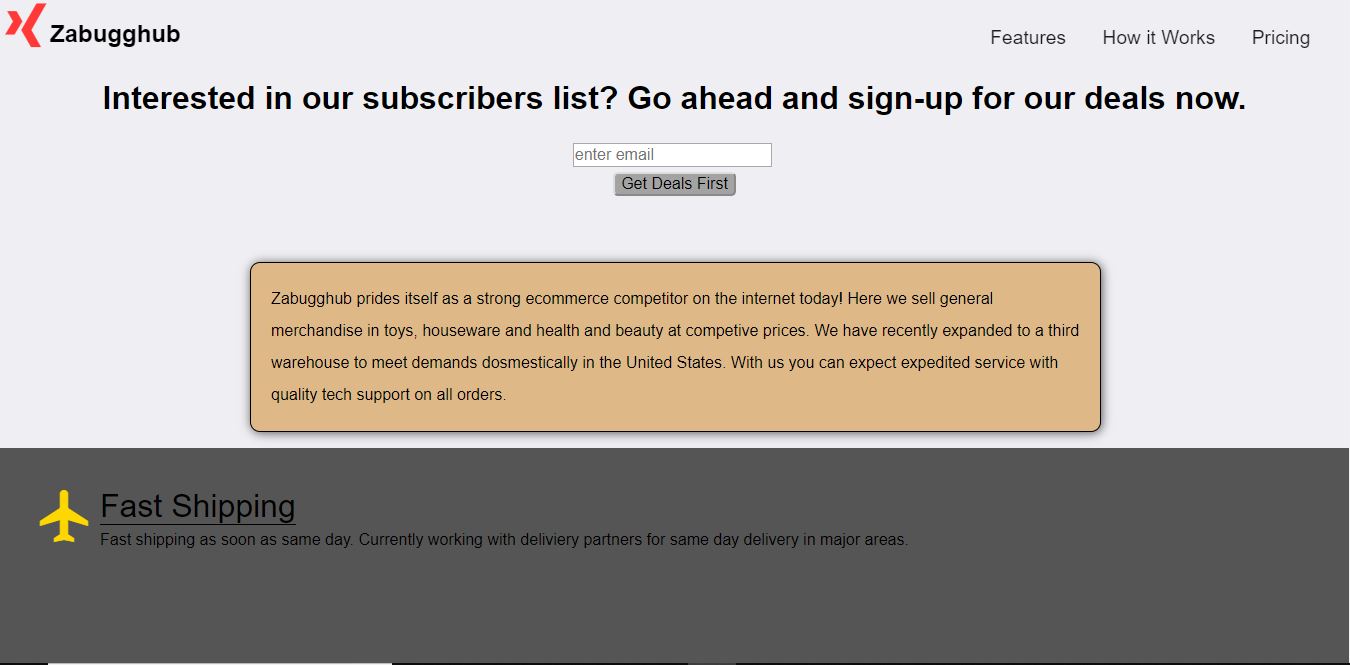 Zabugghub
Features How it Works Pricing
Interested in our subscribers list? Go ahead and sign-up for our deals now.
enter email
Get Deals First
Zabugghub prides itself as a strong ecommerce competitor on the internet today! Here we sell general
merchandise in toys, houseware and health and beauty at competive prices. We have recently expanded to a third
warehouse to meet demands dosmestically in the United States. With us you can expect expedited service with
quality tech support on all orders.
Fast Shipping
Fast shipping as soon as same day. Currently working with deliviery partners for same day delivery in major areas.